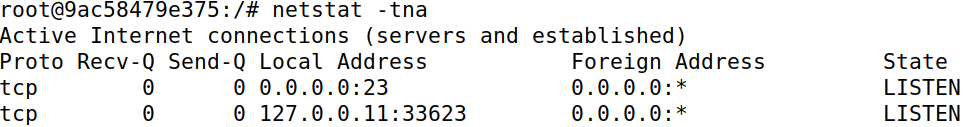 root@9ac58479e375:/# netstat -tna
Active Internet connections (servers and established)
Proto Recv-Q Send-Q Local Address           Foreign Address         State
tcp        0      0 0.0.0.0:23              0.0.0.0:*               LISTEN
tcp        0      0 127.0.0.11:33623        0.0.0.0:*               LISTEN